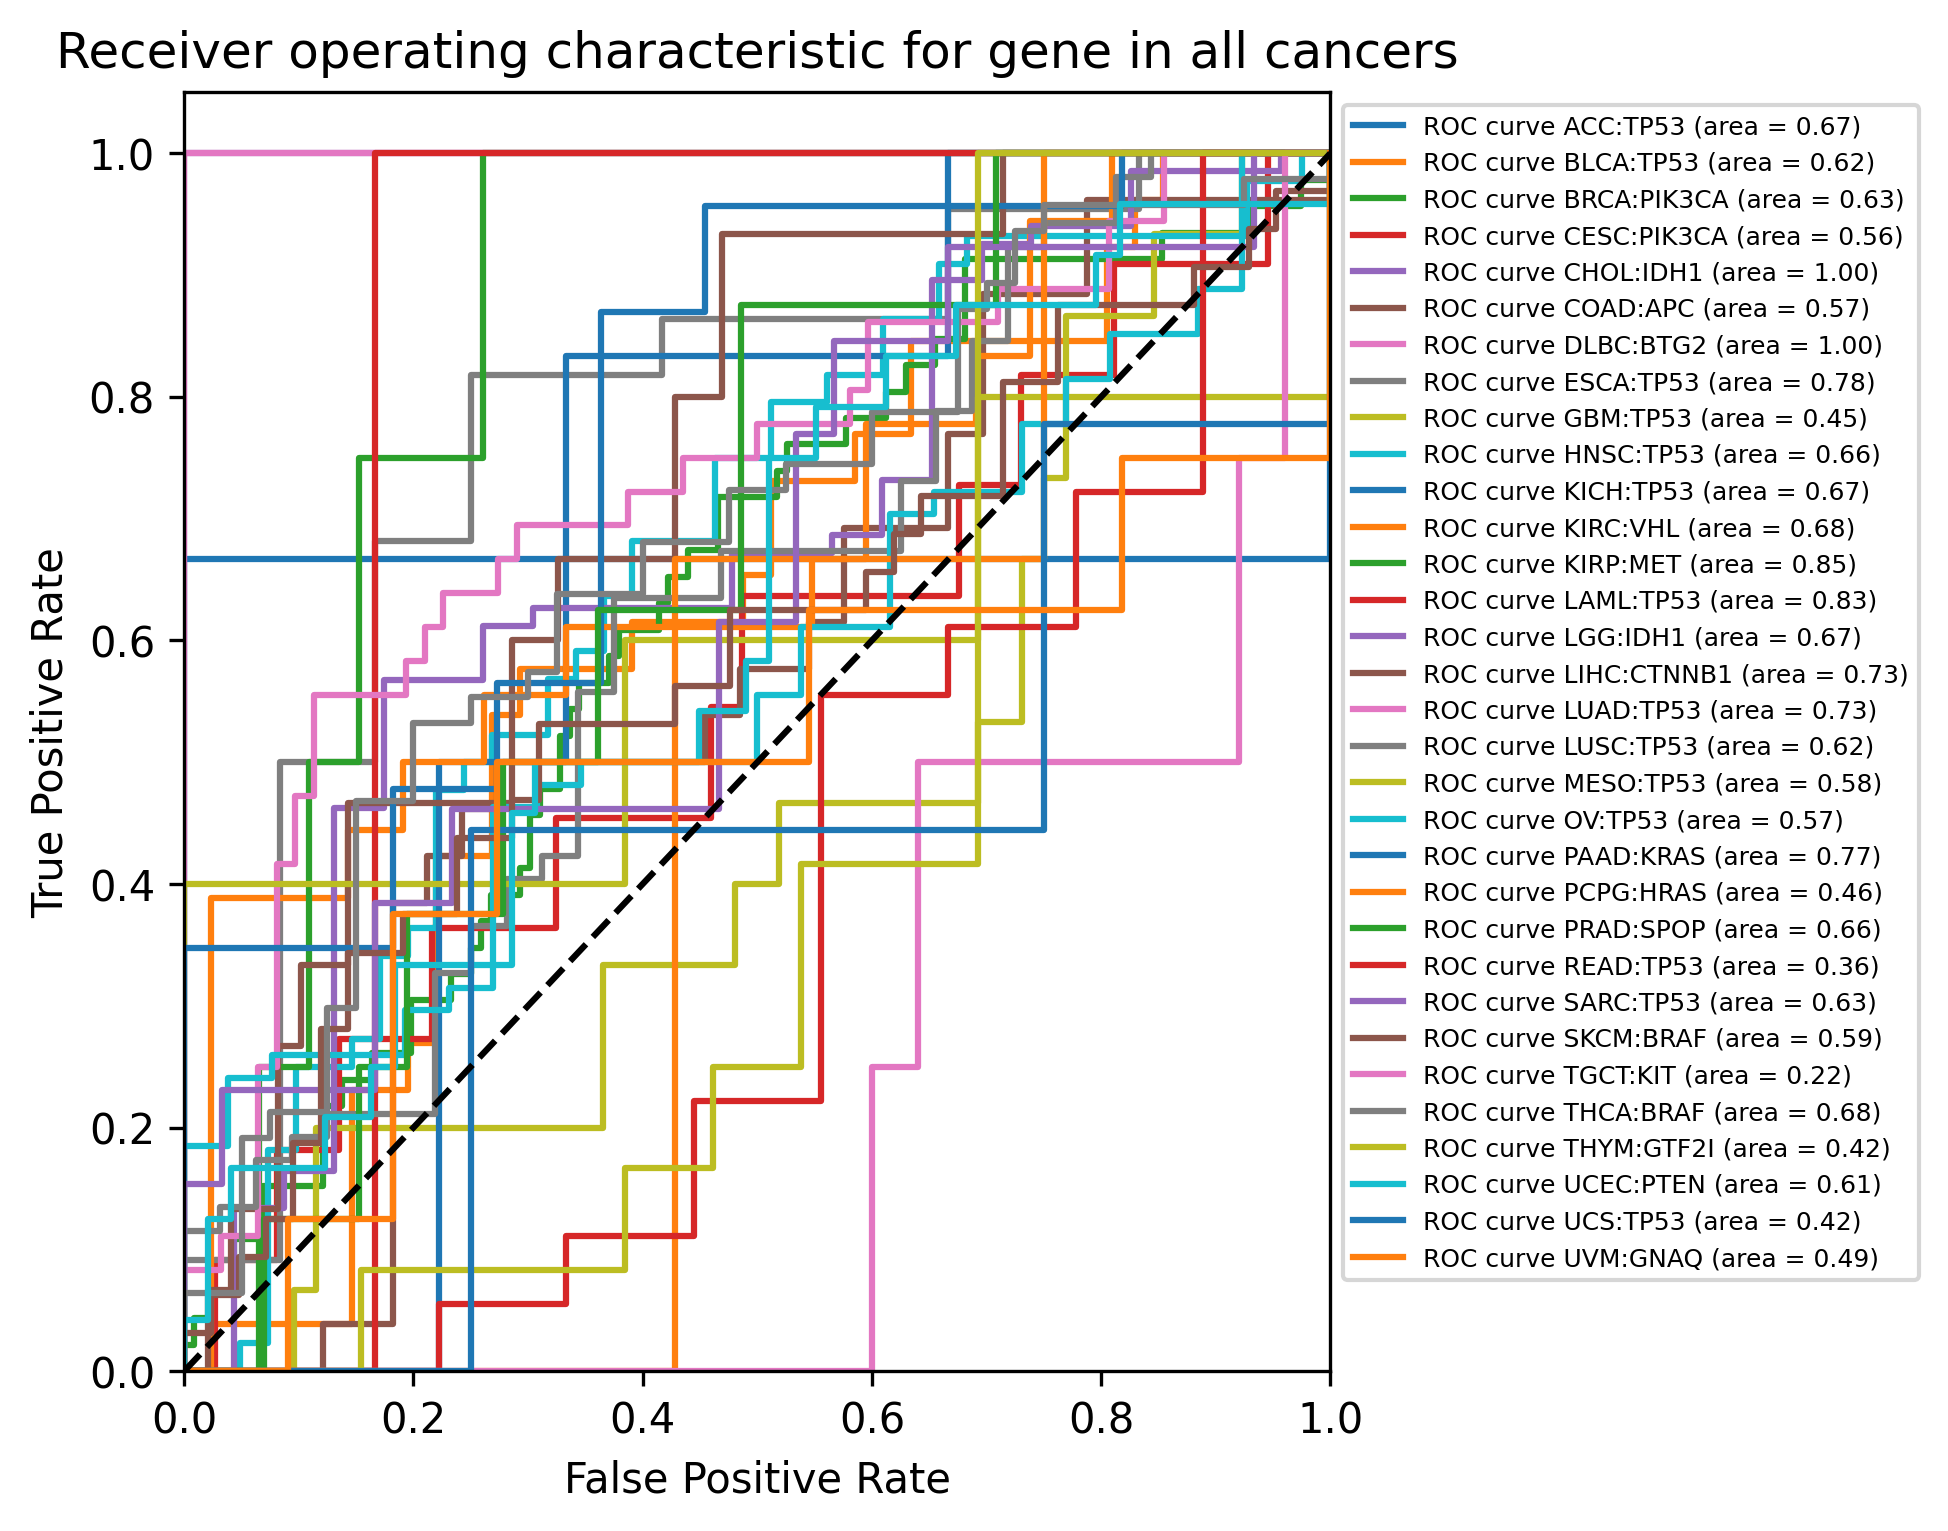 Receiver operating characteristic for gene in all cancers
True Positive Rate
1.0
0.8
0.6
0.4
0.2
0.0
0.0 0.2 0.4 0.6 0.8 1.0
False Positive Rate
ROC curve ACC:TP53 (area = 0.67)
ROC curve BLCA:TP53 (area = 0.62)
ROC curve BRCA:PIK3CA (area = 0.63)
ROC curve CESC:PIK3CA (area = 0.56)
ROC curve CHOL:IDH1 (area = 1.00)
ROC curve COAD:APC (area = 0.57)
ROC curve DLBC:BTG2 (area = 1.00)
ROC curve ESCA:TP53 (area = 0.78)
ROC curve GBM:TP53 (area = 0.45)
ROC curve HNSC:TP53 (area = 0.66)
ROC curve KICH:TP53 (area = 0.67)
ROC curve KIRC:VHL (area = 0.68)
ROC curve KIRP:MET (area = 0.85)
ROC curve LAML:TP53 (area = 0.83)
ROC curve LGG:IDH1 (area = 0.67)
ROC curve LIHC:CTNNB1 (area = 0.73)
ROC curve LUAD:TP53 (area = 0.73)
ROC curve LUSC:TP53 (area = 0.62)
ROC curve MESO:TP53 (area = 0.58)
ROC curve OV:TP53 (area = 0.57)
ROC curve PAAD:KRAS (area = 0.77)
ROC curve PCPG:HRAS (area = 0.46)
ROC curve PRAD:SPOP (area = 0.66)
ROC curve READ:TP53 (area = 0.36)
ROC curve SARC:TP53 (area = 0.63)
ROC curve SKCM:BRAF (area = 0.59)
ROC curve TGCT:KIT (area = 0.22)
ROC curve THCA:BRAF (area = 0.68)
ROC curve THYM:GTF2I (area = 0.42)
ROC curve UCEC:PTEN (area = 0.61)
ROC curve UCS:TP53 (area = 0.42)
ROC curve UVM:GNAQ (area = 0.49)